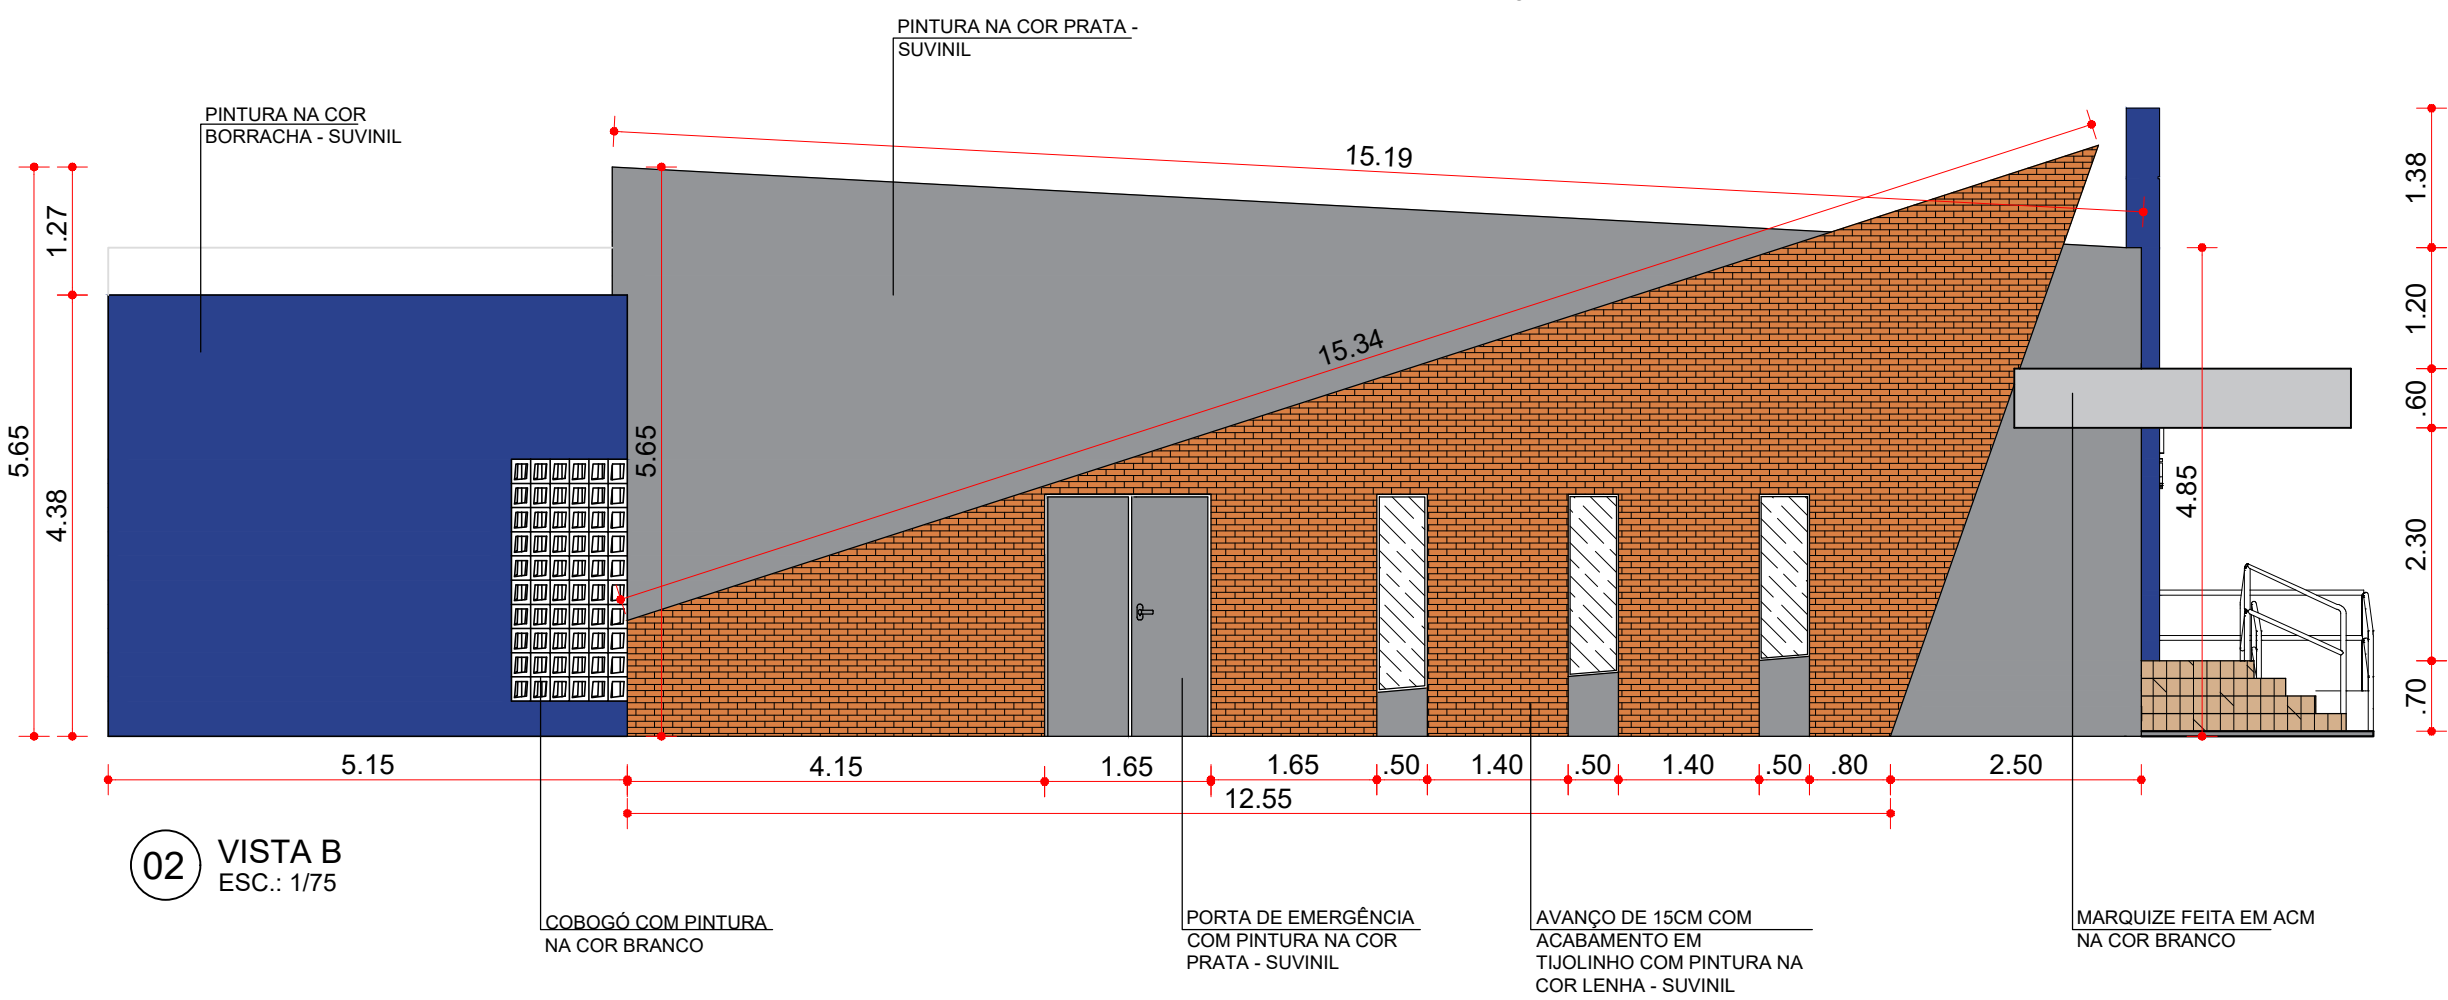 PINTURA NA COR PRATA -
SUVINIL
PINTURA NA COR
BORRACHA - SUVINIL
15.19
15.34
1.27
5.65
4.38
5.65
1.38
1.20
.60
2.30
.70
4.85
5.15
4.15
1.65
1.65
.50
1.40
.50
1.40
.50
.80
2.50
12.55
02
VISTA B
ESC.: 1/75
COBOGÓ COM PINTURA
NA COR BRANCO
PORTA DE EMERGÊNCIA
COM PINTURA NA COR
PRATA - SUVINIL
AVANÇO DE 15CM COM
ACABAMENTO EM
TIJOLINHO COM PINTURA NA
COR LENHA - SUVINIL
MARQUIZE FEITA EM ACM
NA COR BRANCO